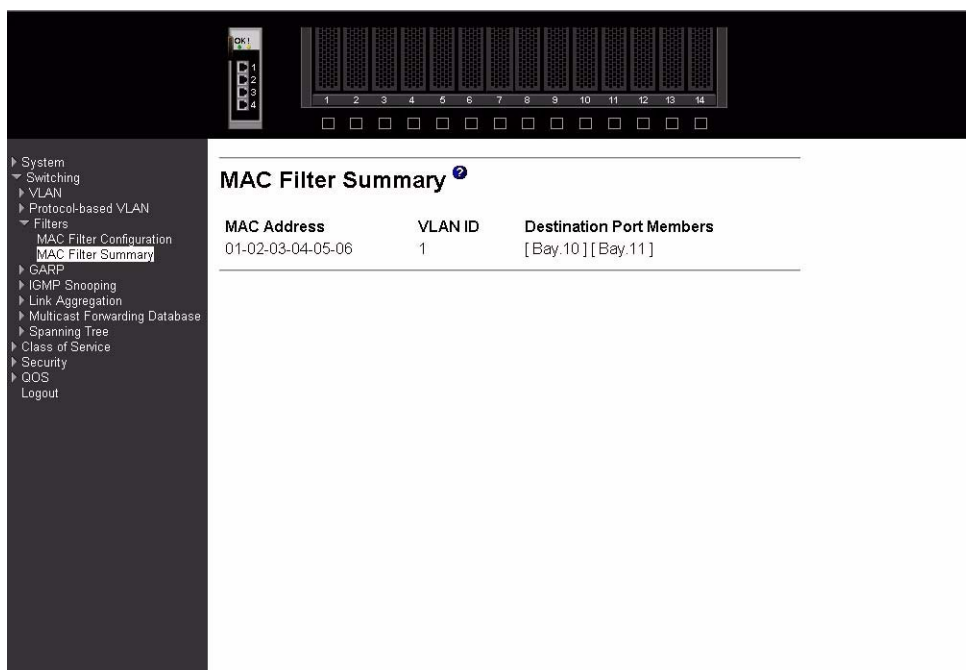 OK!
1
2
3
4
1 2 3 4 5 6 7 8 9 10 11 12 13 14
System
Switching
VLAN
Protocol-based VLAN
Filters
MAC Filter Configuration
MAC Filter Summary
GARP
IGMP Snooping
Link Aggregation
Multicast Forwarding Database
Spanning Tree
Class of Service
Security
QOS
Logout
MAC Filter Summary ?
MAC Address VLAN ID Destination Port Members
01-02-03-04-05-06 1 [ Bay.10 ] [ Bay.11 ]